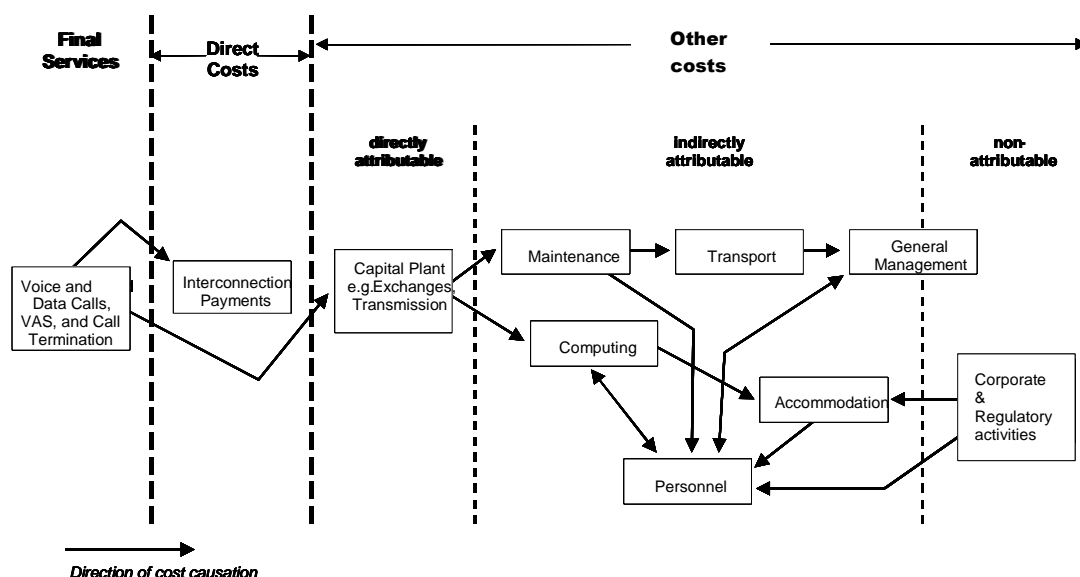 Final
Services
Direct
Costs
Other
costs
directly
attributable
indirectly
attributable
non-
attributable
Voice and
Data Calls,
VAS, and Call
Termination
Interconnection
Payments
Capital Plant
e.g.Exchanges,
Transmission
Maintenance
Transport
General
Management
Computing
Accommodation
Corporate
&
Regulatory
activities
Personnel
Direction of cost causation